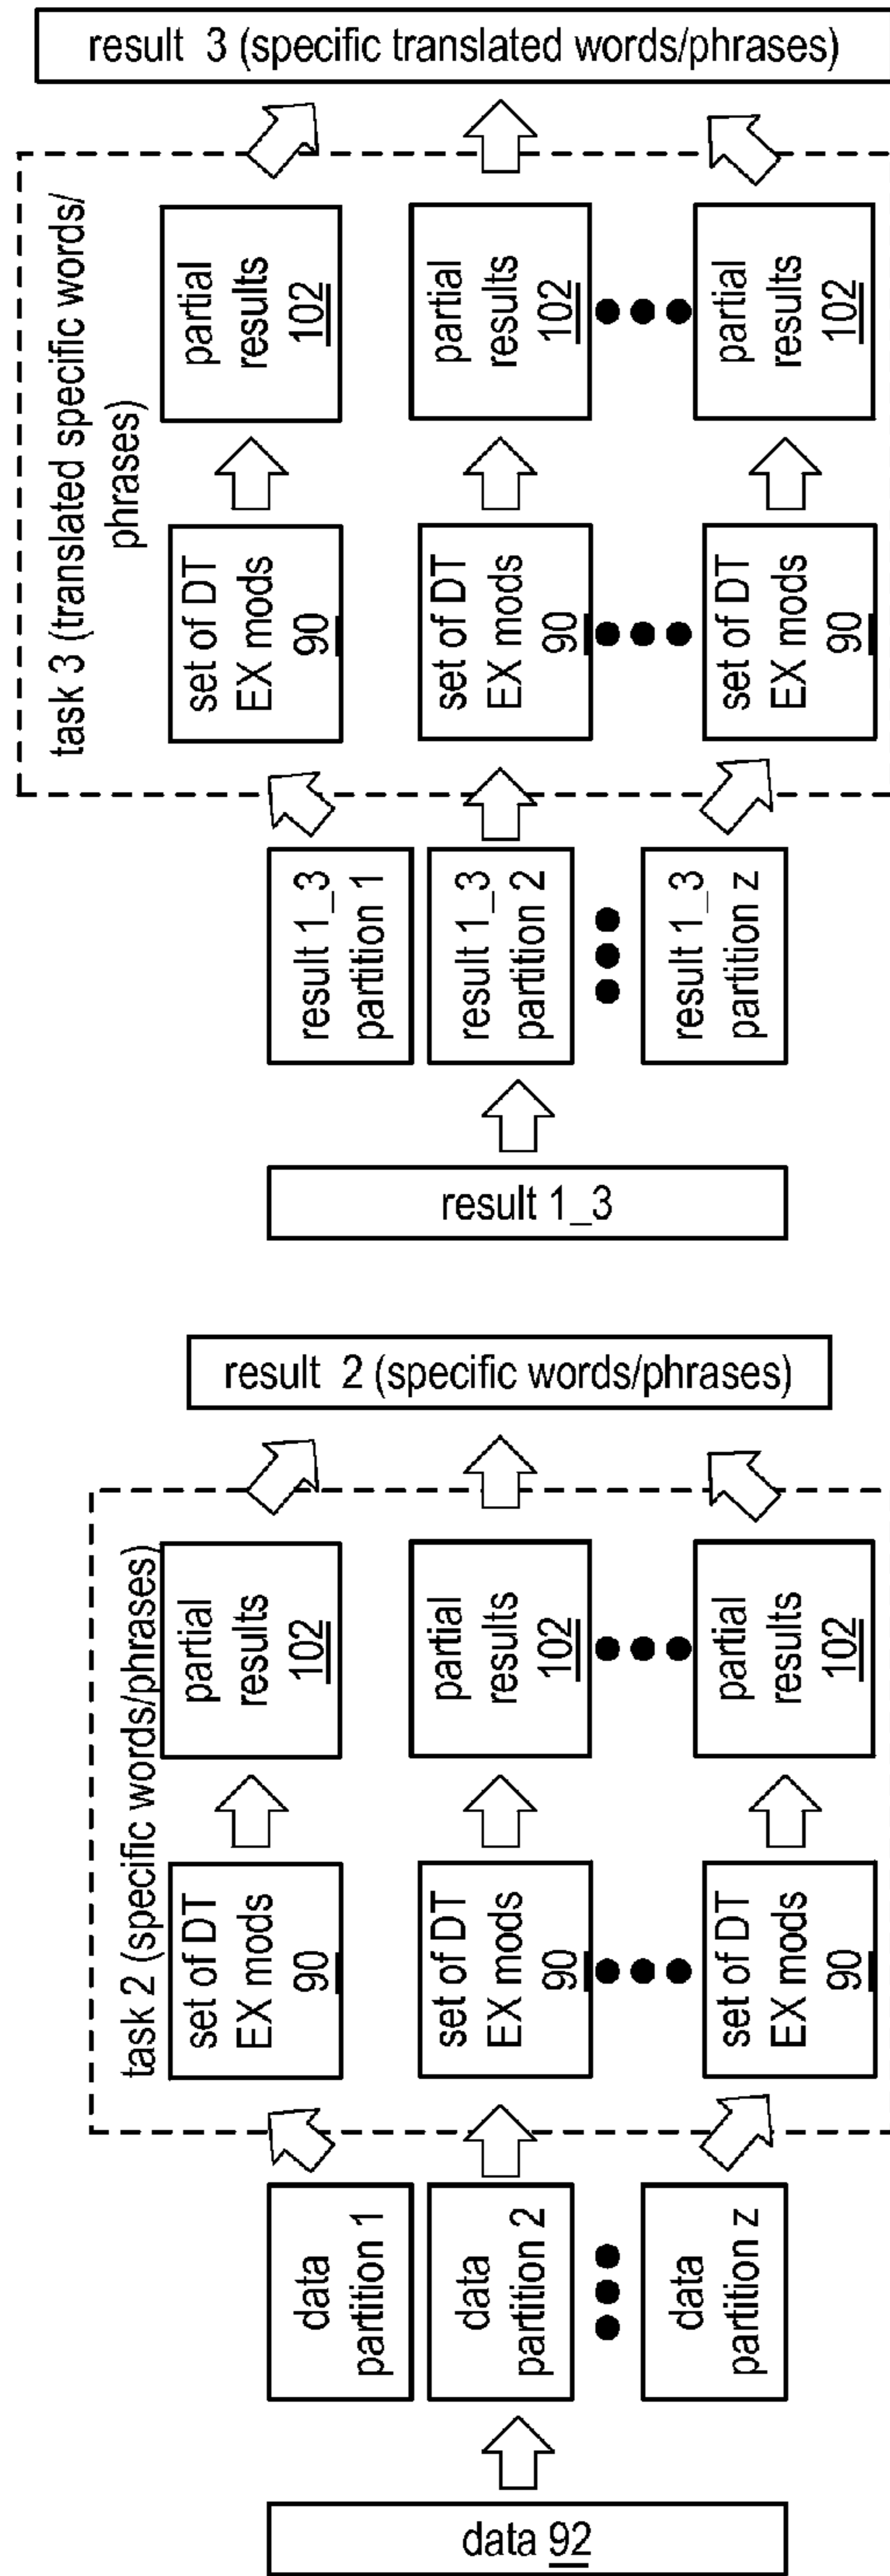 data 92
data
partition 1
data
partition 2
data
partition z
task 2 (specific words/phrases)
set of DT
EX mods
90
set of DT
EX mods
90
set of DT
EX mods
90
partial
results
102
partial
results
102
partial
results
102
result 2 (specific words/phrases)
result 1_3
result 1_3
partition 1
result 1_3
partition 2
result 1_3
partition z
task 3 (translated specific words/
phrases)
set of DT
EX mods
90
set of DT
EX mods
90
set of DT
EX mods
90
partial
results
102
partial
results
102
partial
results
102
result 3 (specific translated words/phrases)